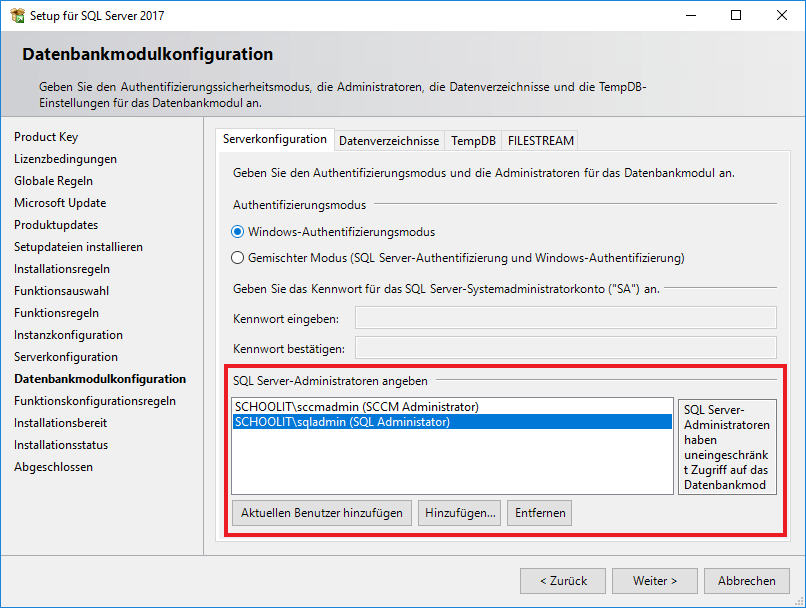 Setup für SQL Server 2017
Datenbankmodulkonfiguration
Geben Sie den Authentifizierungssicherheitsmodus, die Administratoren, die Datenverzeichnisse und die TempDB-
Einstellungen für das Datenbankmodul an.
Product Key
Lizenzbedingungen
Globale Regeln
Microsoft Update
Produktupdates
Setupdateien installieren
Installationsregeln
Funktionsauswahl
Funktionsregeln
Instanzkonfiguration
Serverkonfiguration
Datenbankmodulkonfiguration
Funktionskonfigurationsregeln
Installationsbereit
Installationsstatus
Abgeschlossen
Serverkonfiguration Datenverzeichnisse TempDB FILESTREAM
Geben Sie den Authentifizierungsmodus und die Administratoren für das Datenbankmodul an.
Authentifizierungsmodus
Windows-Authentifizierungsmodus
Gemischter Modus (SQL Server-Authentifizierung und Windows-Authentifizierung)
Geben Sie das Kennwort für das SQL Server-Systemadministratorkonto ("SA") an.
Kennwort eingeben:
Kennwort bestätigen:
SQL Server-Administratoren angeben
SCHOOLIT\sccmadmin (SCCM Administrator)
SCHOOLIT\sqladmin (SQL Administator)
SQL Server-
Administratoren
haben
uneingeschränk
t Zugriff auf das
Datenbankmod
Aktuellen Benutzer hinzufügen Hinzufügen... Entfernen
< Zurück Weiter > Abbrechen